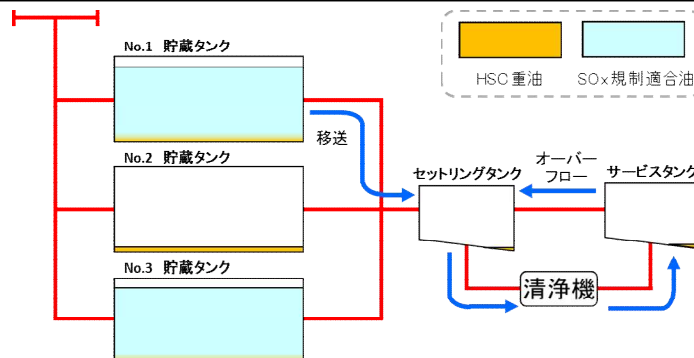 No.1 貯蔵タンク
HSC重油
SOx規制適合油
移送
No.2 貯蔵タンク
セットリングタンク
オーバー
フロー
サービスタンク
No.3 貯蔵タンク
清浄機